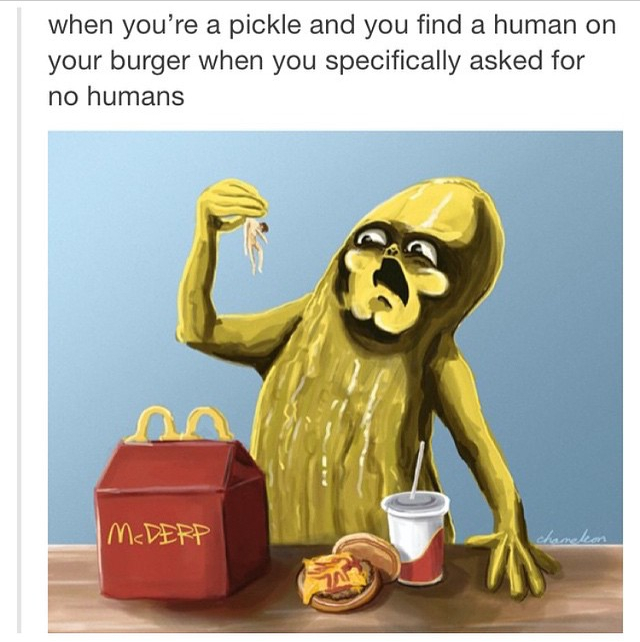 when you’re a pickle and you find a human on
your burger when you specifically asked for
no humans
McDERP
chameleon